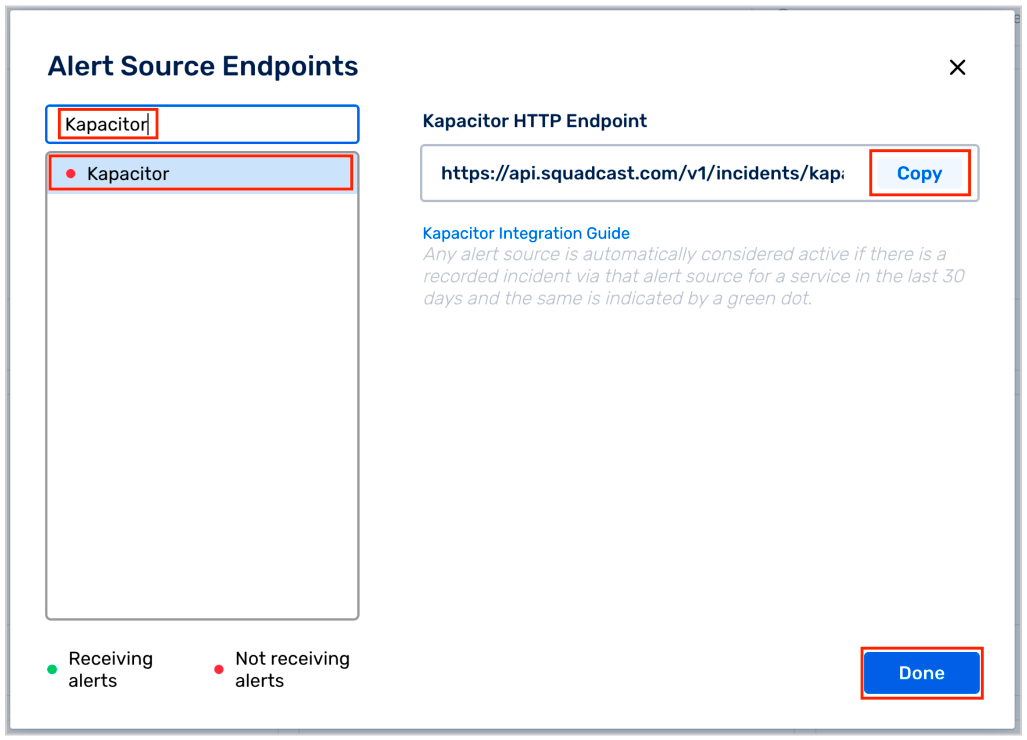 Alert Source Endpoints
Kapacitor
Kapacitor
Kapacitor HTTP Endpoint
https://api.squadcast.com/v1/incidents/kapa
Copy
Kapacitor Integration Guide
Any alert source is automatically considered active if there is a
recorded incident via that alert source for a service in the last 30
days and the same is indicated by a green dot.
Receiving
alerts
Not receiving
alerts
Done